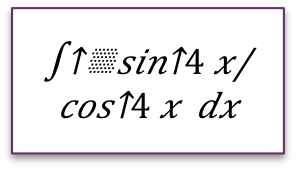 ∫↑▒sin↑4 x/
cos↑4 x dx